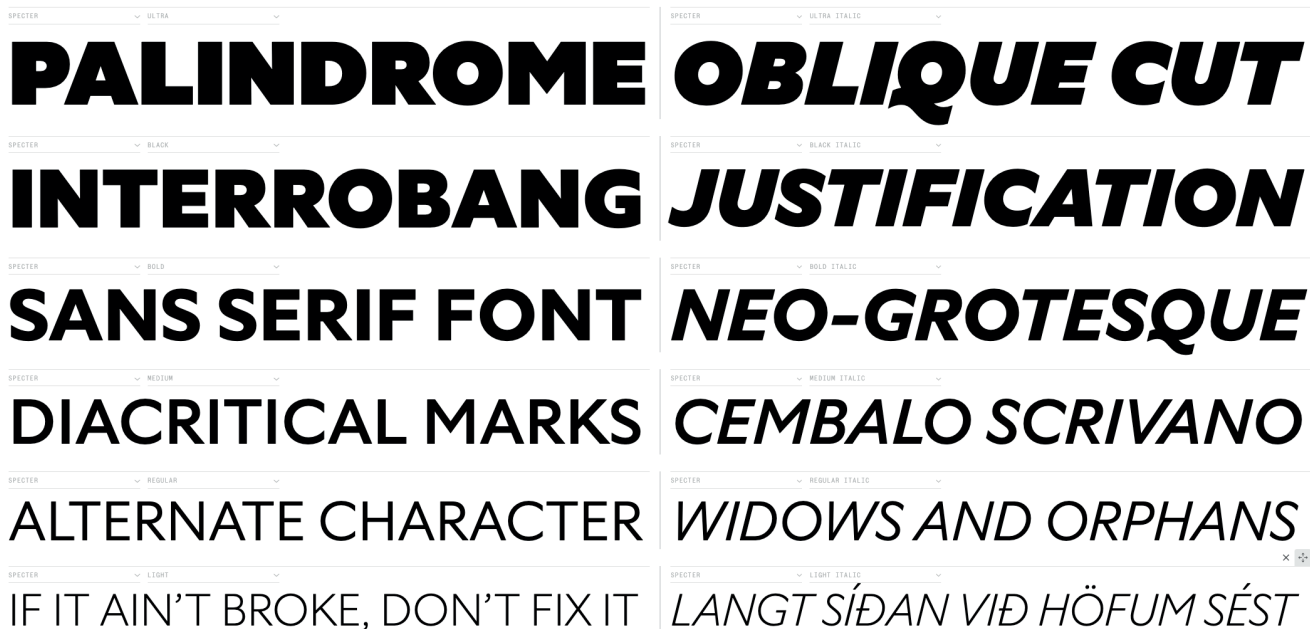 SPECTER ULTRA
PALINDROME
SPECTER ULTRA ITALIC
OBLIQUE CUT
SPECTER BLACK
INTERROBANG
SPECTER BLACK ITALIC
JUSTIFICATION
SPECTER BOLD
SANS SERIF FONT
SPECTER BOLD ITALIC
NEO-GROTESQUE
SPECTER MEDIUM
DIACRITICAL MARKS
SPECTER MEDIUM ITALIC
CEMBALO SCRIVANO
SPECTER REGULAR
ALTERNATE CHARACTER
SPECTER REGULAR ITALIC
WIDOWS AND ORPHANS
SPECTER LIGHT
IF IT AIN’T BROKE, DON’T FIX IT
SPECTER LIGHT ITALIC
LANGT SÍÐAN VIÐ HÖFUM SÉST